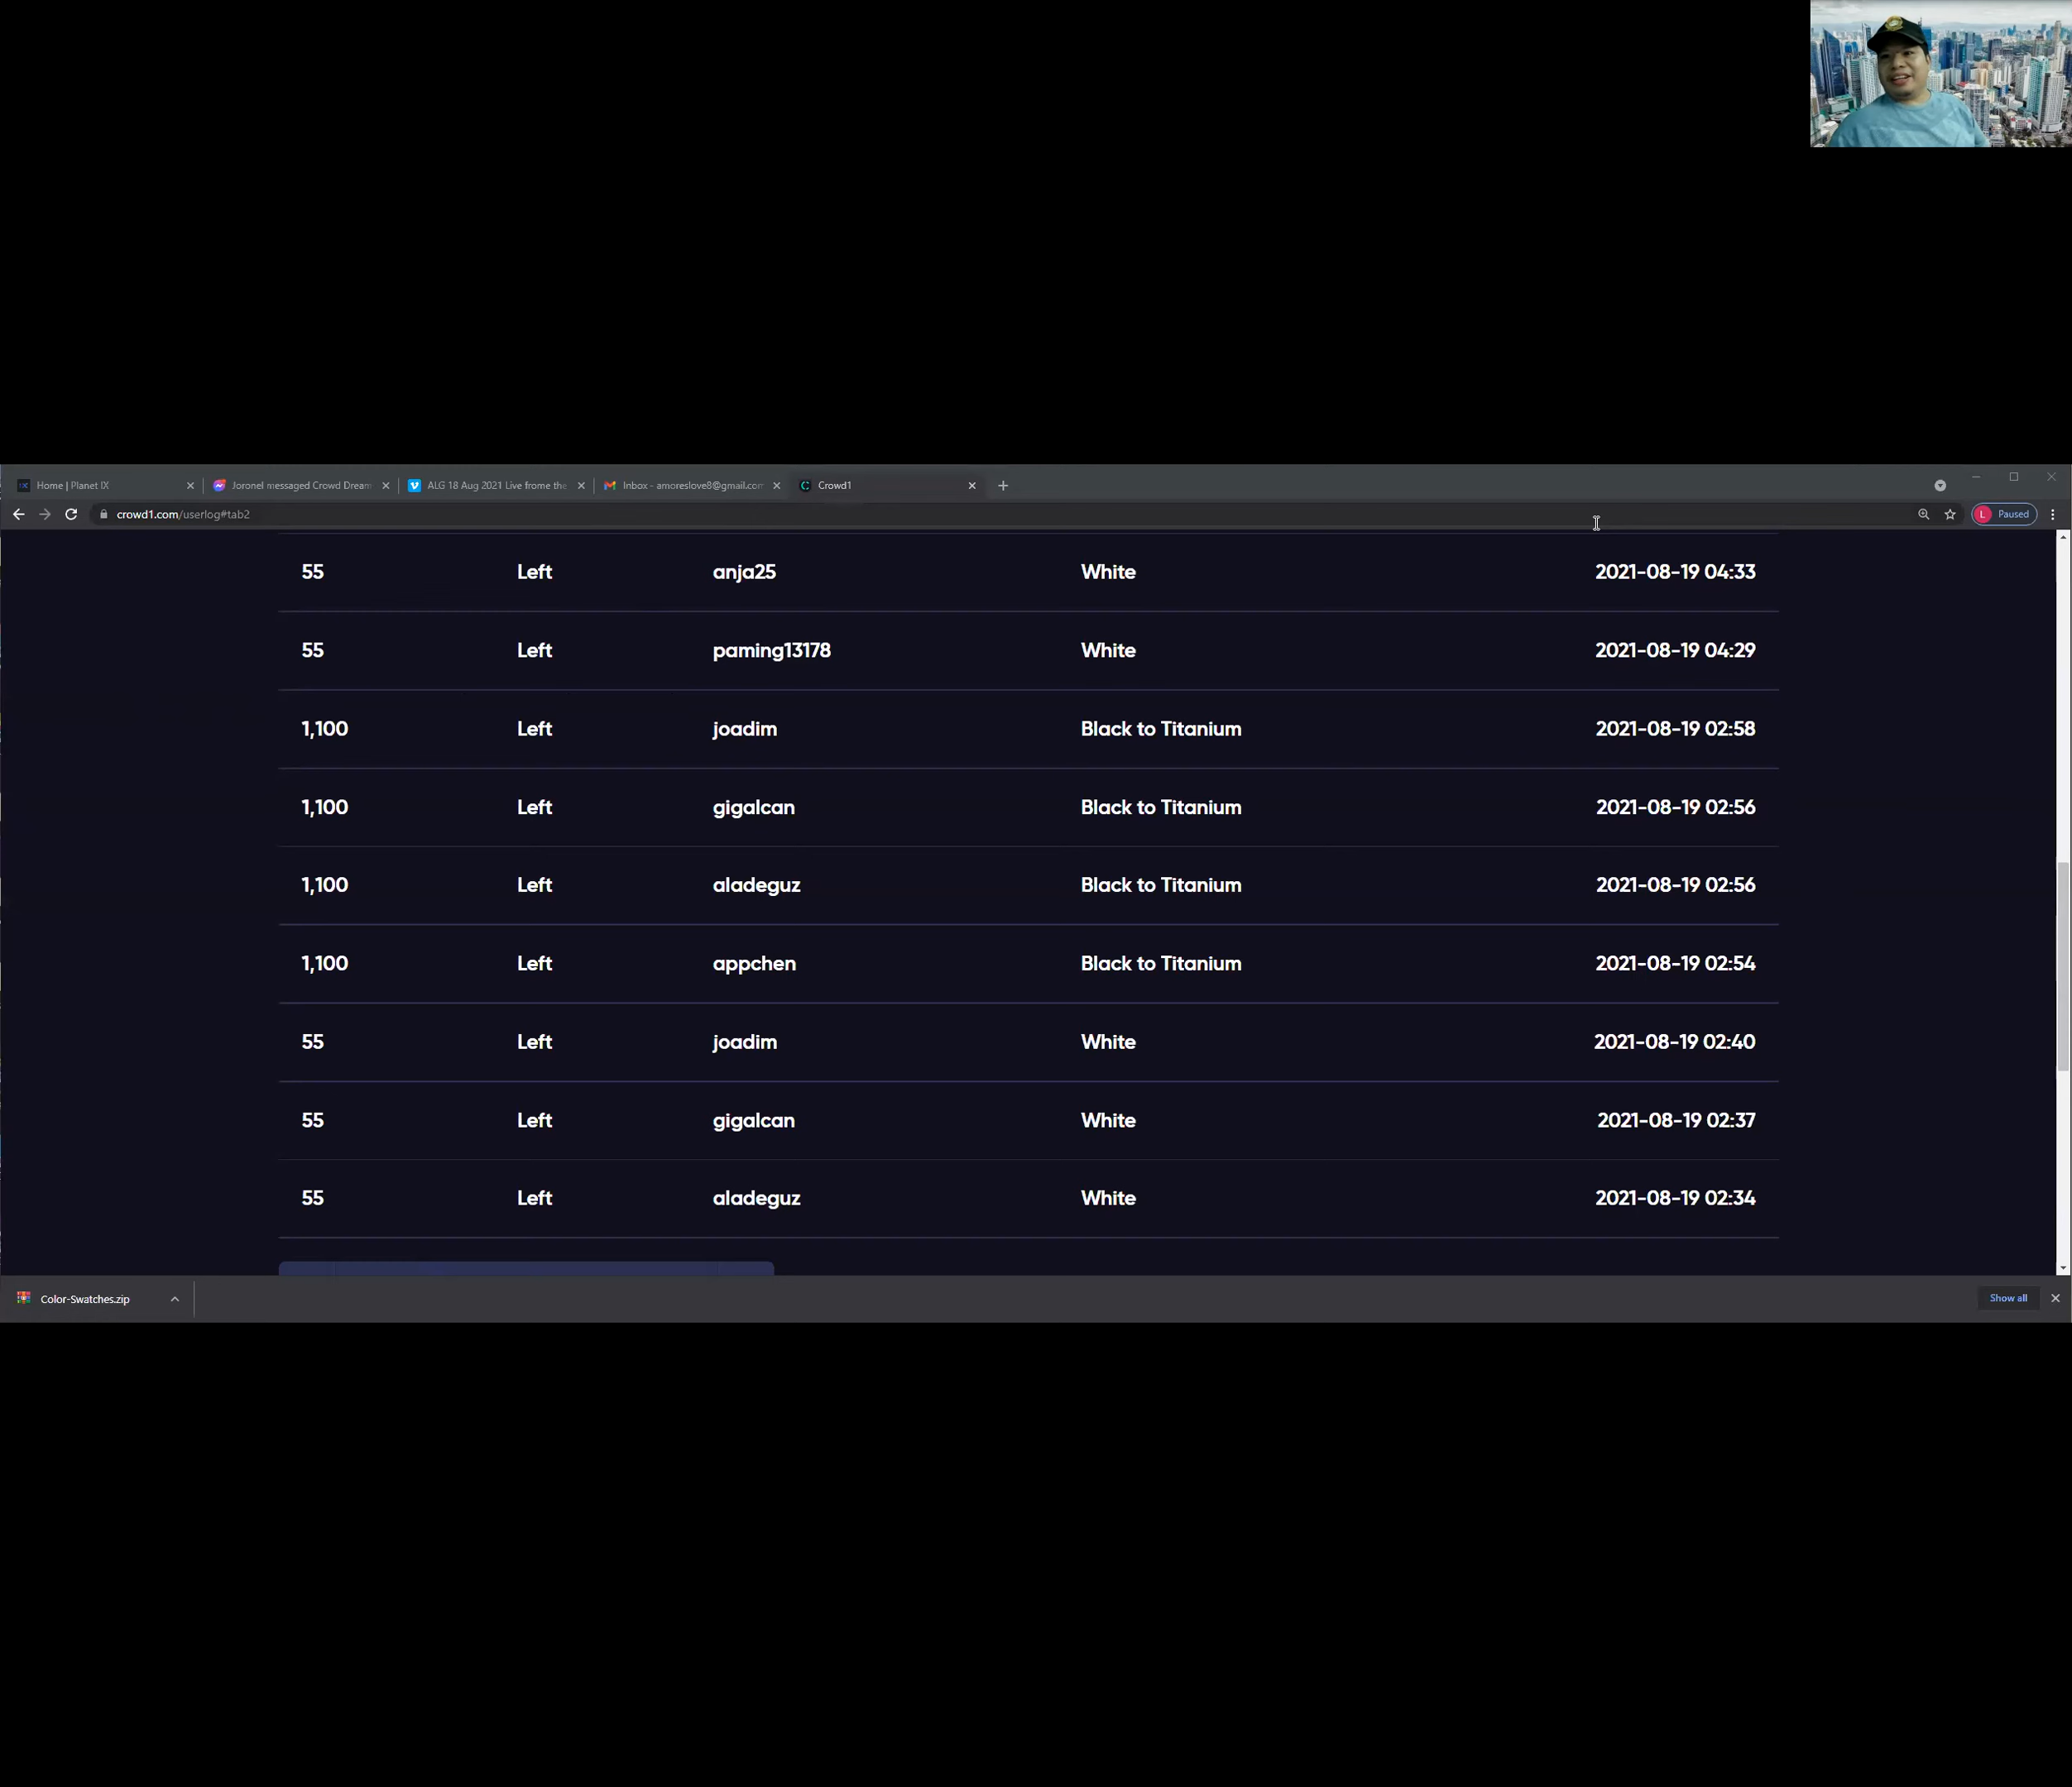 Home | Planet IX
Joronel messaged Crowd Dream
ALG 18 Aug 2021 Live frome the
Inbox - amoreslove8@gmail.com
Crowd1
crowd1.com/userlog#tab2
L Paused
55 Left anja25 White 2021-08-19 04:33
55 Left paming13178 White 2021-08-19 04:29
1,100 Left joadim Black to Titanium 2021-08-19 02:58
1,100 Left gigalcan Black to Titanium 2021-08-19 02:56
1,100 Left aladeguz Black to Titanium 2021-08-19 02:56
1,100 Left appchen Black to Titanium 2021-08-19 02:54
55 Left joadim White 2021-08-19 02:40
55 Left gigalcan White 2021-08-19 02:37
55 Left aladeguz White 2021-08-19 02:34
Color-Swatches.zip
Show all